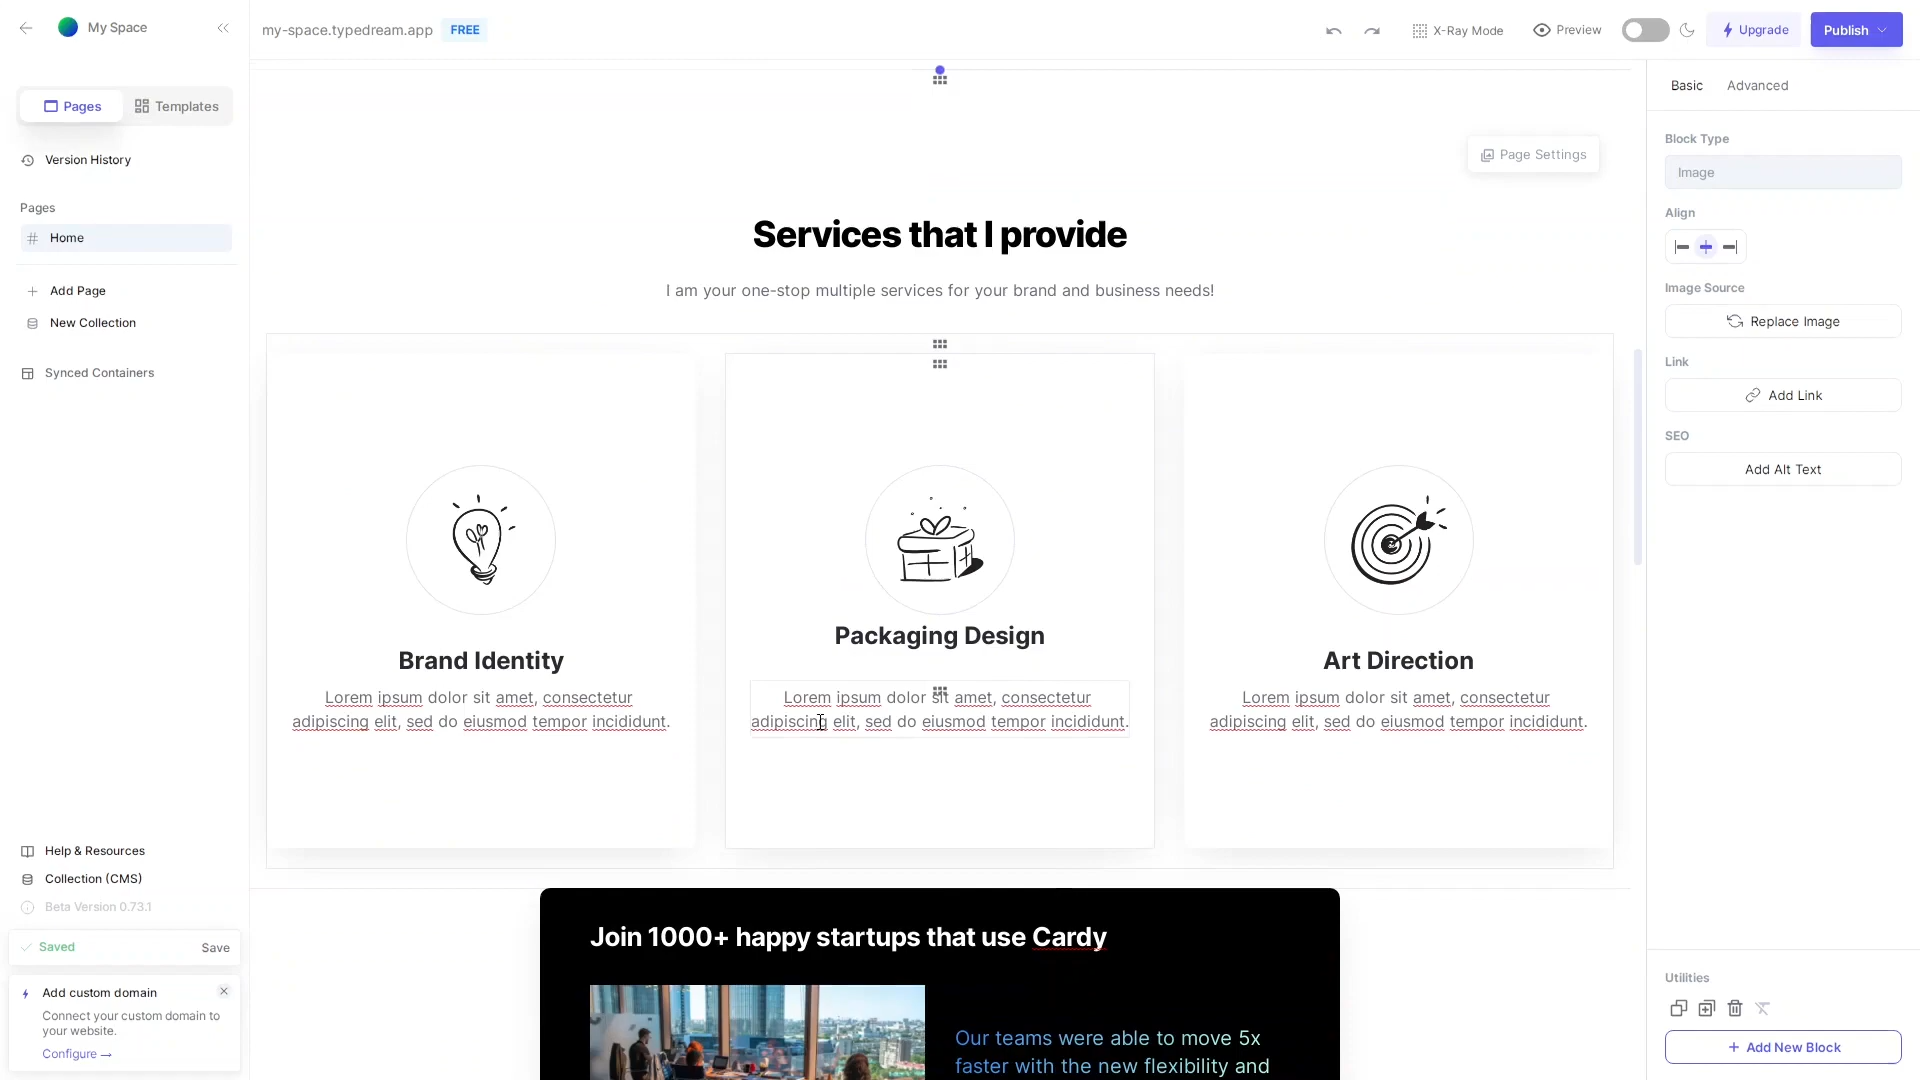 My Space
my-space.typedream.app FREE
X-Ray Mode
Preview
Upgrade
Publish
Pages
Templates
Version History
Pages
Home
Add Page
New Collection
Synced Containers
Help & Resources
Collection (CMS)
Beta Version 0.73.1
Saved
Save
Add custom domain
Connect your custom domain to
your website.
Configure →
Page Settings
Services that I provide
I am your one-stop multiple services for your brand and business needs!
Brand Identity
Lorem ipsum dolor sit amet, consectetur
adipiscing elit, sed do eiusmod tempor incididunt.
Packaging Design
Lorem ipsum dolor sit amet, consectetur
adipiscing elit, sed do eiusmod tempor incididunt.
Art Direction
Lorem ipsum dolor sit amet, consectetur
adipiscing elit, sed do eiusmod tempor incididunt.
Join 1000+ happy startups that use Cardy
Our teams were able to move 5x
faster with the new flexibility and
Basic
Advanced
Block Type
Image
Align
Image Source
Replace Image
Link
Add Link
SEO
Add Alt Text
Utilities
+ Add New Block